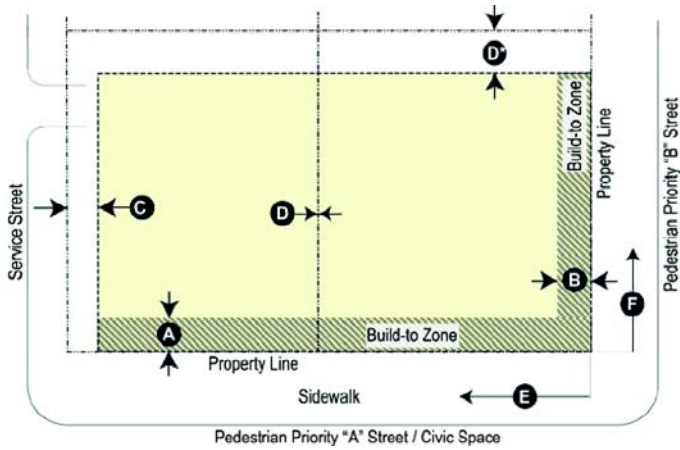 D*
Build-to Zone
Property Line
Pedestrian Priority "B" Street
Service Street
C
D
B
F
A
Build-to Zone
Property Line
Sidewalk
E
Pedestrian Priority "A" Street / Civic Space